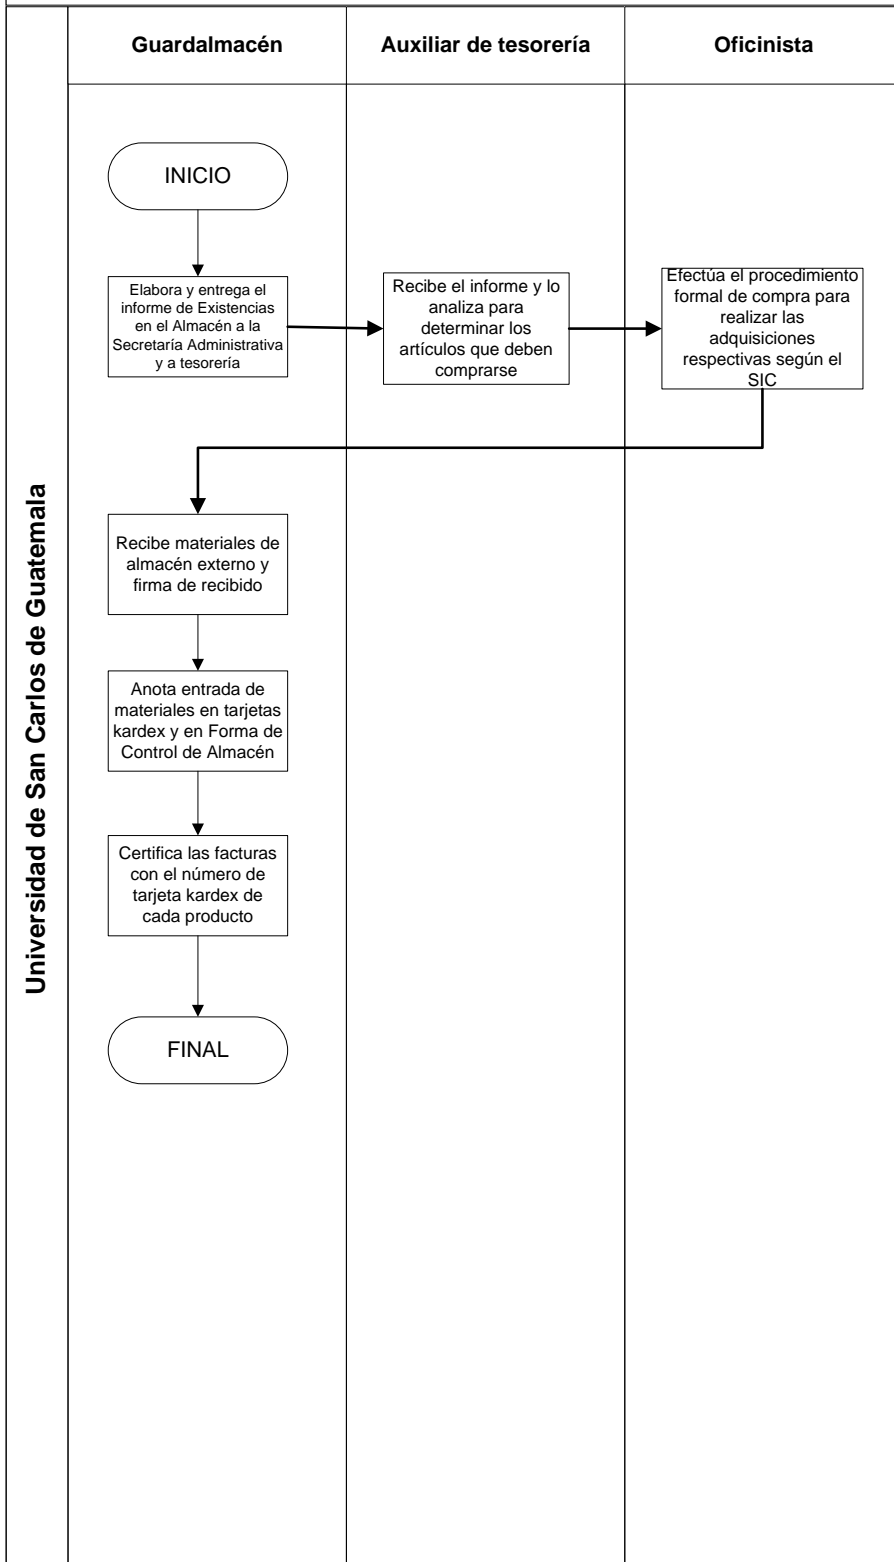 Guardalmacén
Auxiliar de tesorería
Oficinista
Universidad de San Carlos de Guatemala
INICIO
Elabora y entrega el
informe de Existencias
en el Almacén a la
Secretaría Administrativa
y a tesorería
Recibe el informe y lo
analiza para
determinar los
artículos que deben
comprarse
Efectúa el procedimiento
formal de compra para
realizar las
adquisiciones
respectivas según el
SIC
Recibe materiales de
almacén externo y
firma de recibido
Anota entrada de
materiales en tarjetas
kardex y en Forma de
Control de Almacén
Certifica las facturas
con el número de
tarjeta kardex de
cada producto
FINAL